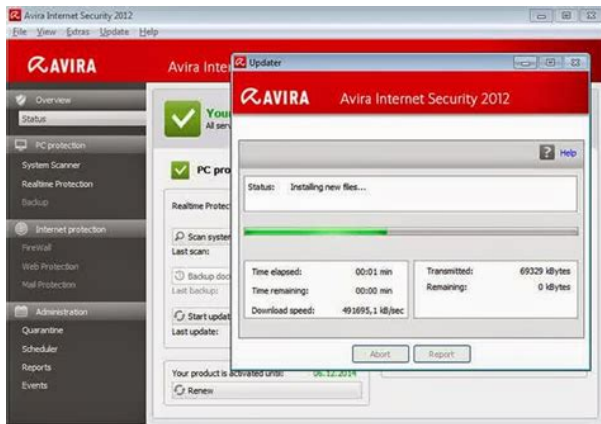 Avira Internet Security 2012
File View Extras Update Help
AVIRA
Avira Inter
Overview
Status
PC protection
System Scanner
Realtime Protection
Backup
Internet protection
FireWall
Web Protection
Mail Protection
Administration
Quarantine
Scheduler
Reports
Events
You
All serv
PC pro
Realtime Protec
Scan system
Last scan:
Backup doc
Last backup:
Start updat
Last update:
Your product is activated until: 06.12.2014
Renew
Updater
AVIRA Avira Internet Security 2012
? Help
Status: Installing new files...
Time elapsed: 00:01 min
Time remaining: 00:00 min
Download speed: 491695,1 kB/sec
Transmitted: 69329 kBytes
Remaining: 0 kBytes
Abort Report